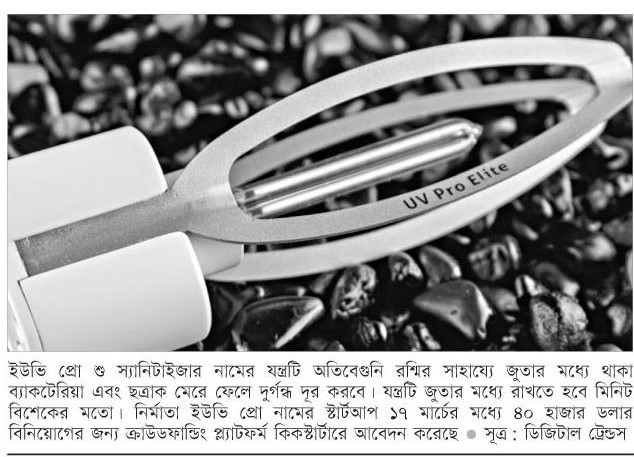 UV Pro Elite
ইউভি প্রো শু স্যানিটাইজার নামের যন্ত্রটি অতিবেগুনি রশ্মির সাহায্যে জুতার মধ্যে থাকা
ব্যাকটেরিয়া এবং ছত্রাক মেরে ফেলে দুর্গন্ধ দূর করবে। যন্ত্রটি জুতার মধ্যে রাখতে হবে মিনিট
বিশেকের মতো। নির্মাতা ইউভি প্রো নামের স্টার্টআপ ১৭ মার্চের মধ্যে ৪০ হাজার ডলার
বিনিয়োগের জন্য ক্রাউডফান্ডিং প্ল্যাটফর্ম কিকস্টার্টারে আবেদন করেছে ● সূত্র : ডিজিটাল ট্রেন্ডস